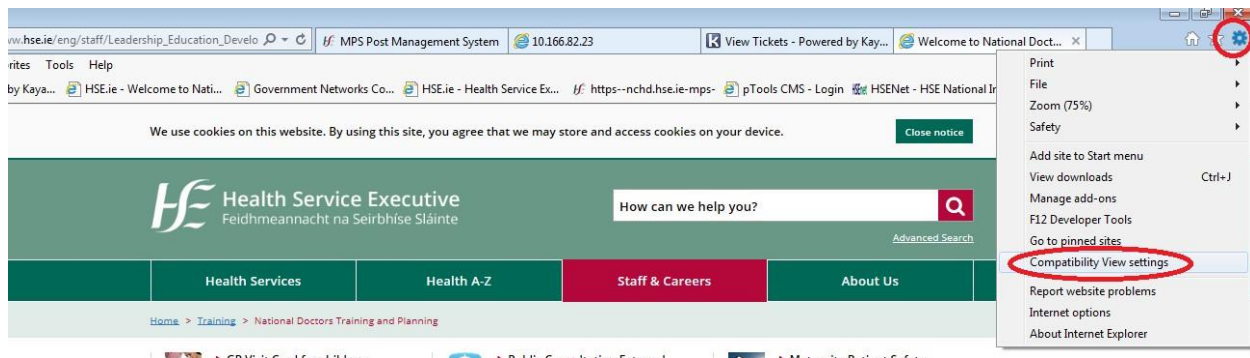 ww.hse.ie/eng/staff/Leadership_Education_Develo
MPS Post Management System
10.166.82.23
View Tickets - Powered by Kay...
Welcome to National Doct...
rites Tools Help
by Kaya...
HSE.ie - Welcome to Nati...
Government Networks Co...
HSE.ie - Health Service Ex...
https--nchd.hse.ie-mps-
pTools CMS - Login
HSENet - HSE National Ir
Print
File
Zoom (75%)
Safety
Add site to Start menu
View downloads Ctrl+J
Manage add-ons
F12 Developer Tools
Go to pinned sites
Compatibility View settings
Report website problems
Internet options
About Internet Explorer
We use cookies on this website. By using this site, you agree that we may store and access cookies on your device.
Close notice
Health Service Executive
Feidhmeannacht na Seirbhíse Sláinte
How can we help you?
Advanced Search
Health Services
Health A-Z
Staff & Careers
About Us
Home > Training > National Doctors Training and Planning